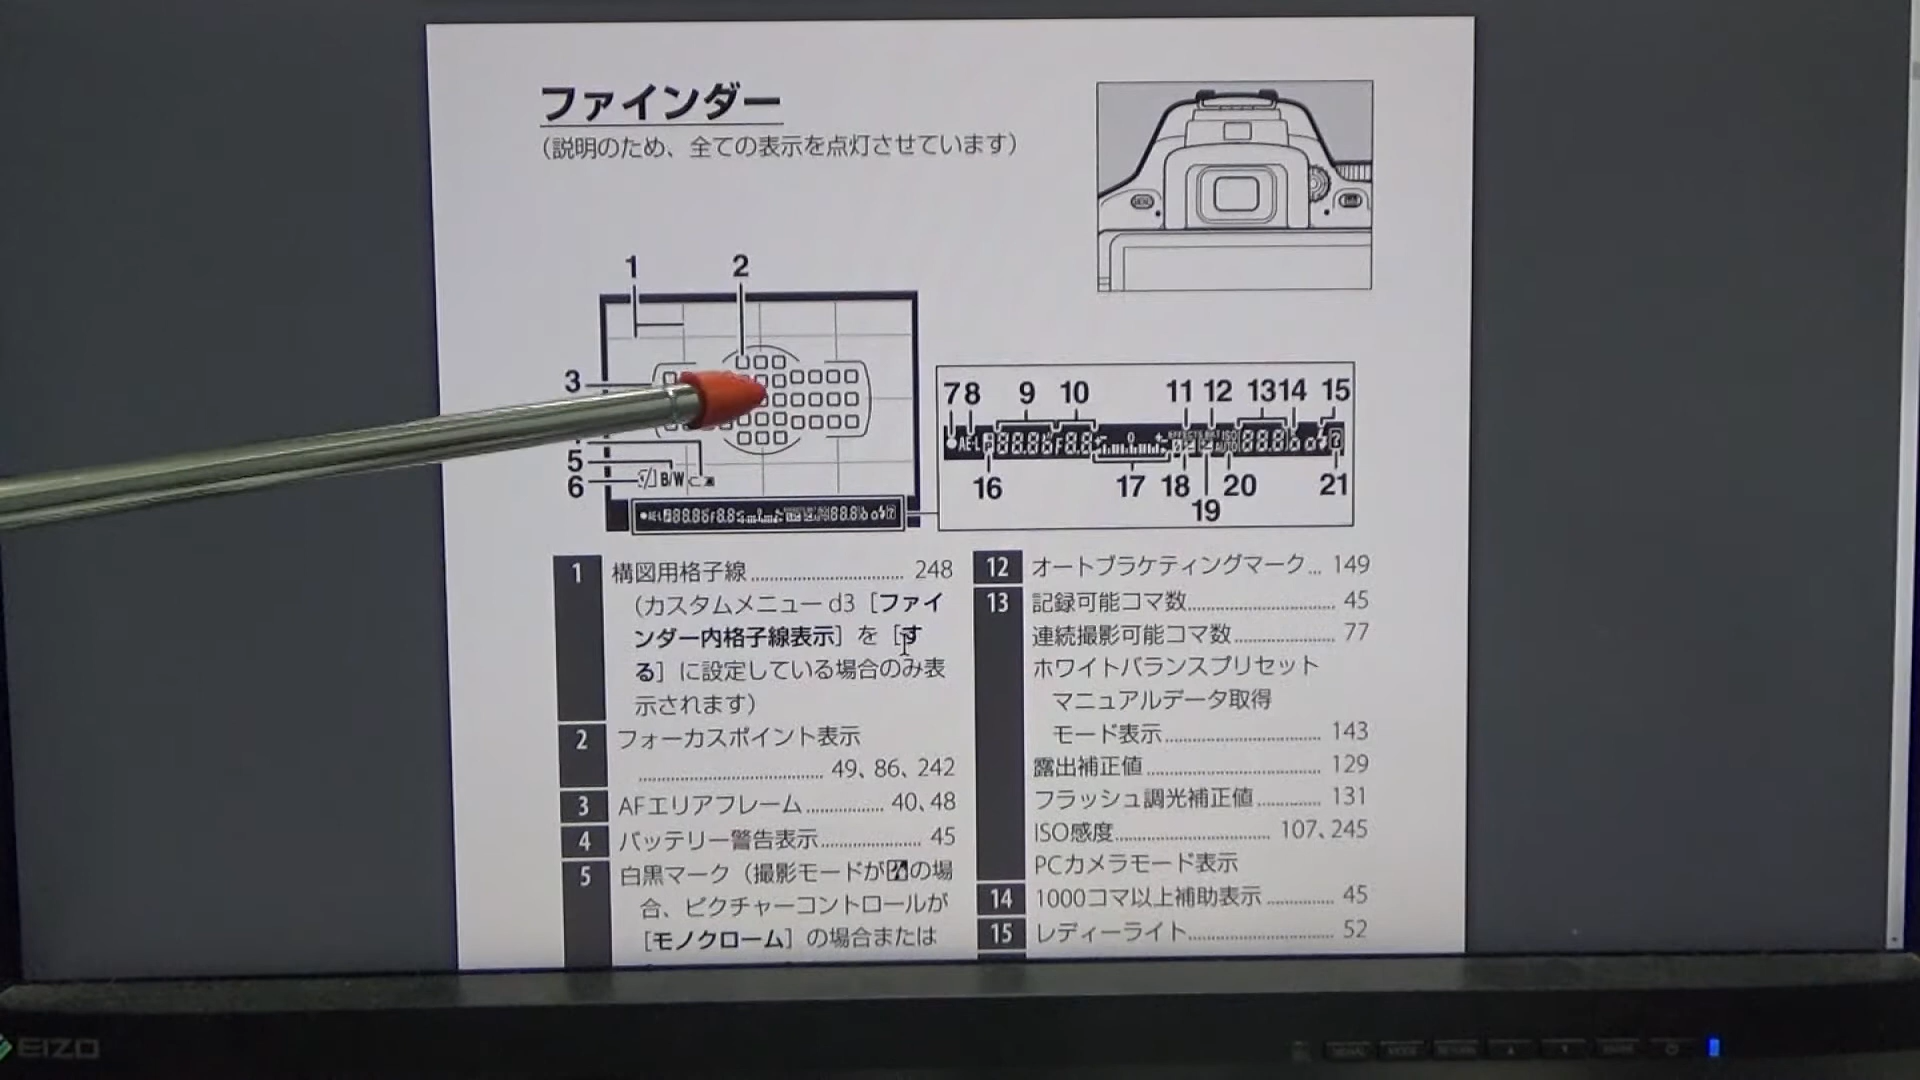 ファインダー
（説明のため、全ての表示を点灯させています）
1 2
3
5
6
B/W
7 8 9 10 11 12 13 14 15
AE-L
16 17 18 19 20 21
1 構図用格子線 248
（カスタムメニュー d3［ファイ
ンダー内格子線表示］を［す
る］に設定している場合のみ表
示されます）
2 フォーカスポイント表示
49、86、242
3 AFエリアフレーム 40、48
4 バッテリー警告表示 45
5 白黒マーク（撮影モードがの場
合、ピクチャーコントロールが
［モノクローム］の場合または
12 オートブラケティングマーク 149
13 記録可能コマ数 45
連続撮影可能コマ数 77
ホワイトバランスプリセット
マニュアルデータ取得
モード表示 143
露出補正値 129
フラッシュ調光補正値 131
ISO感度 107、245
PCカメラモード表示
14 1000コマ以上補助表示 45
15 レディーライト 52
EIZO